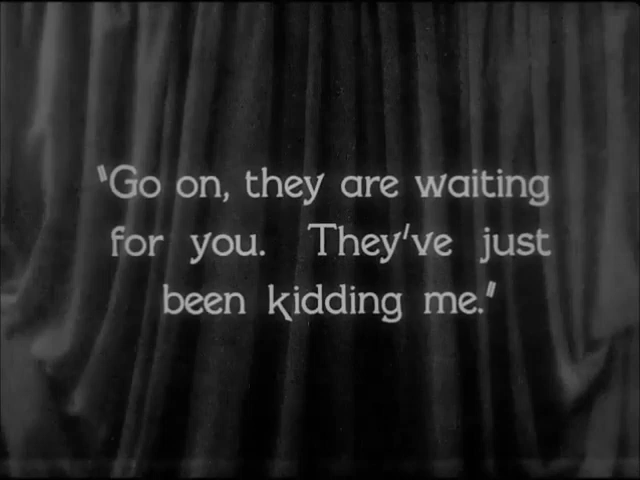 "Go on, they are waiting
for you. They've just
been kidding me."